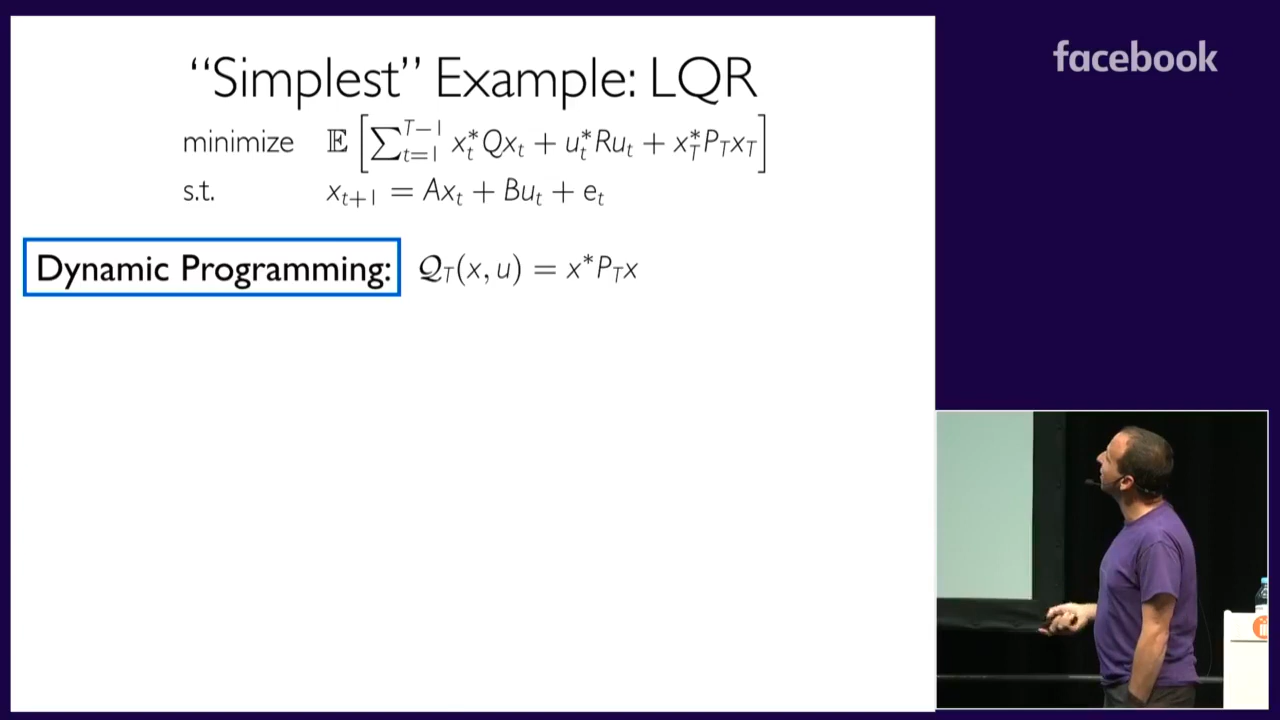 “Simplest” Example: LQR
minimize 𝔼 [∑_{t=1}^{T−1} x_t^* Qx_t + u_t^* Ru_t + x_T^* P_T x_T]
s.t. x_{t+1} = Ax_t + Bu_t + e_t
Dynamic Programming: 𝒬_T(x, u) = x^* P_T x
facebook